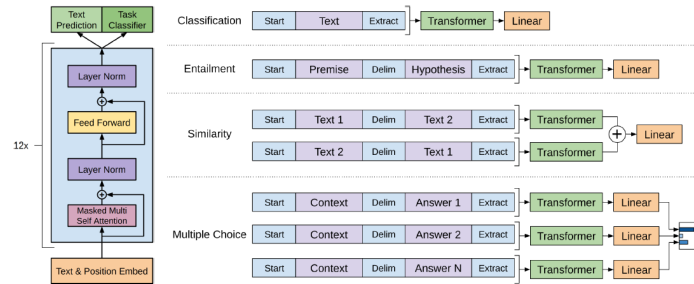 Text Prediction
Task Classifier
12x
Layer Norm
Feed Forward
Layer Norm
Masked Multi Self Attention
Text & Position Embed
Classification
Start Text Extract Transformer Linear
Entailment
Start Premise Delim Hypothesis Extract Transformer Linear
Similarity
Start Text 1 Delim Text 2 Extract Transformer
Linear
Start Text 2 Delim Text 1 Extract Transformer
Multiple Choice
Start Context Delim Answer 1 Extract Transformer Linear
Start Context Delim Answer 2 Extract Transformer Linear
Start Context Delim Answer N Extract Transformer Linear